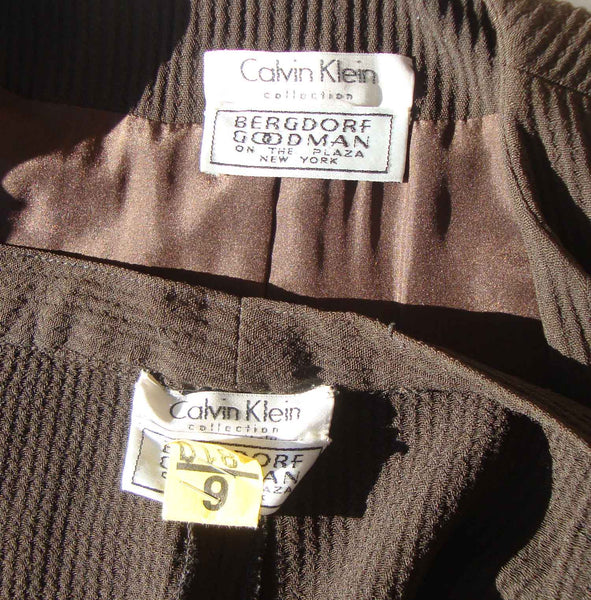 Calvin Klein
collection
BERGDORF
GOODMAN
ON THE PLAZA
NEW YORK
Calvin Klein
collection
9